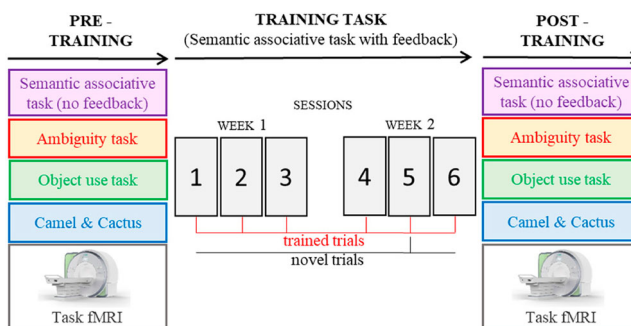 PRE -
TRAINING
TRAINING TASK
(Semantic associative task with feedback)
POST -
TRAINING
Semantic associative
task (no feedback)
Ambiguity task
Object use task
Camel & Cactus
Task fMRI
SESSIONS
WEEK 1
WEEK 2
1
2
3
4
5
6
trained trials
novel trials
Semantic associative
task (no feedback)
Ambiguity task
Object use task
Camel & Cactus
Task fMRI